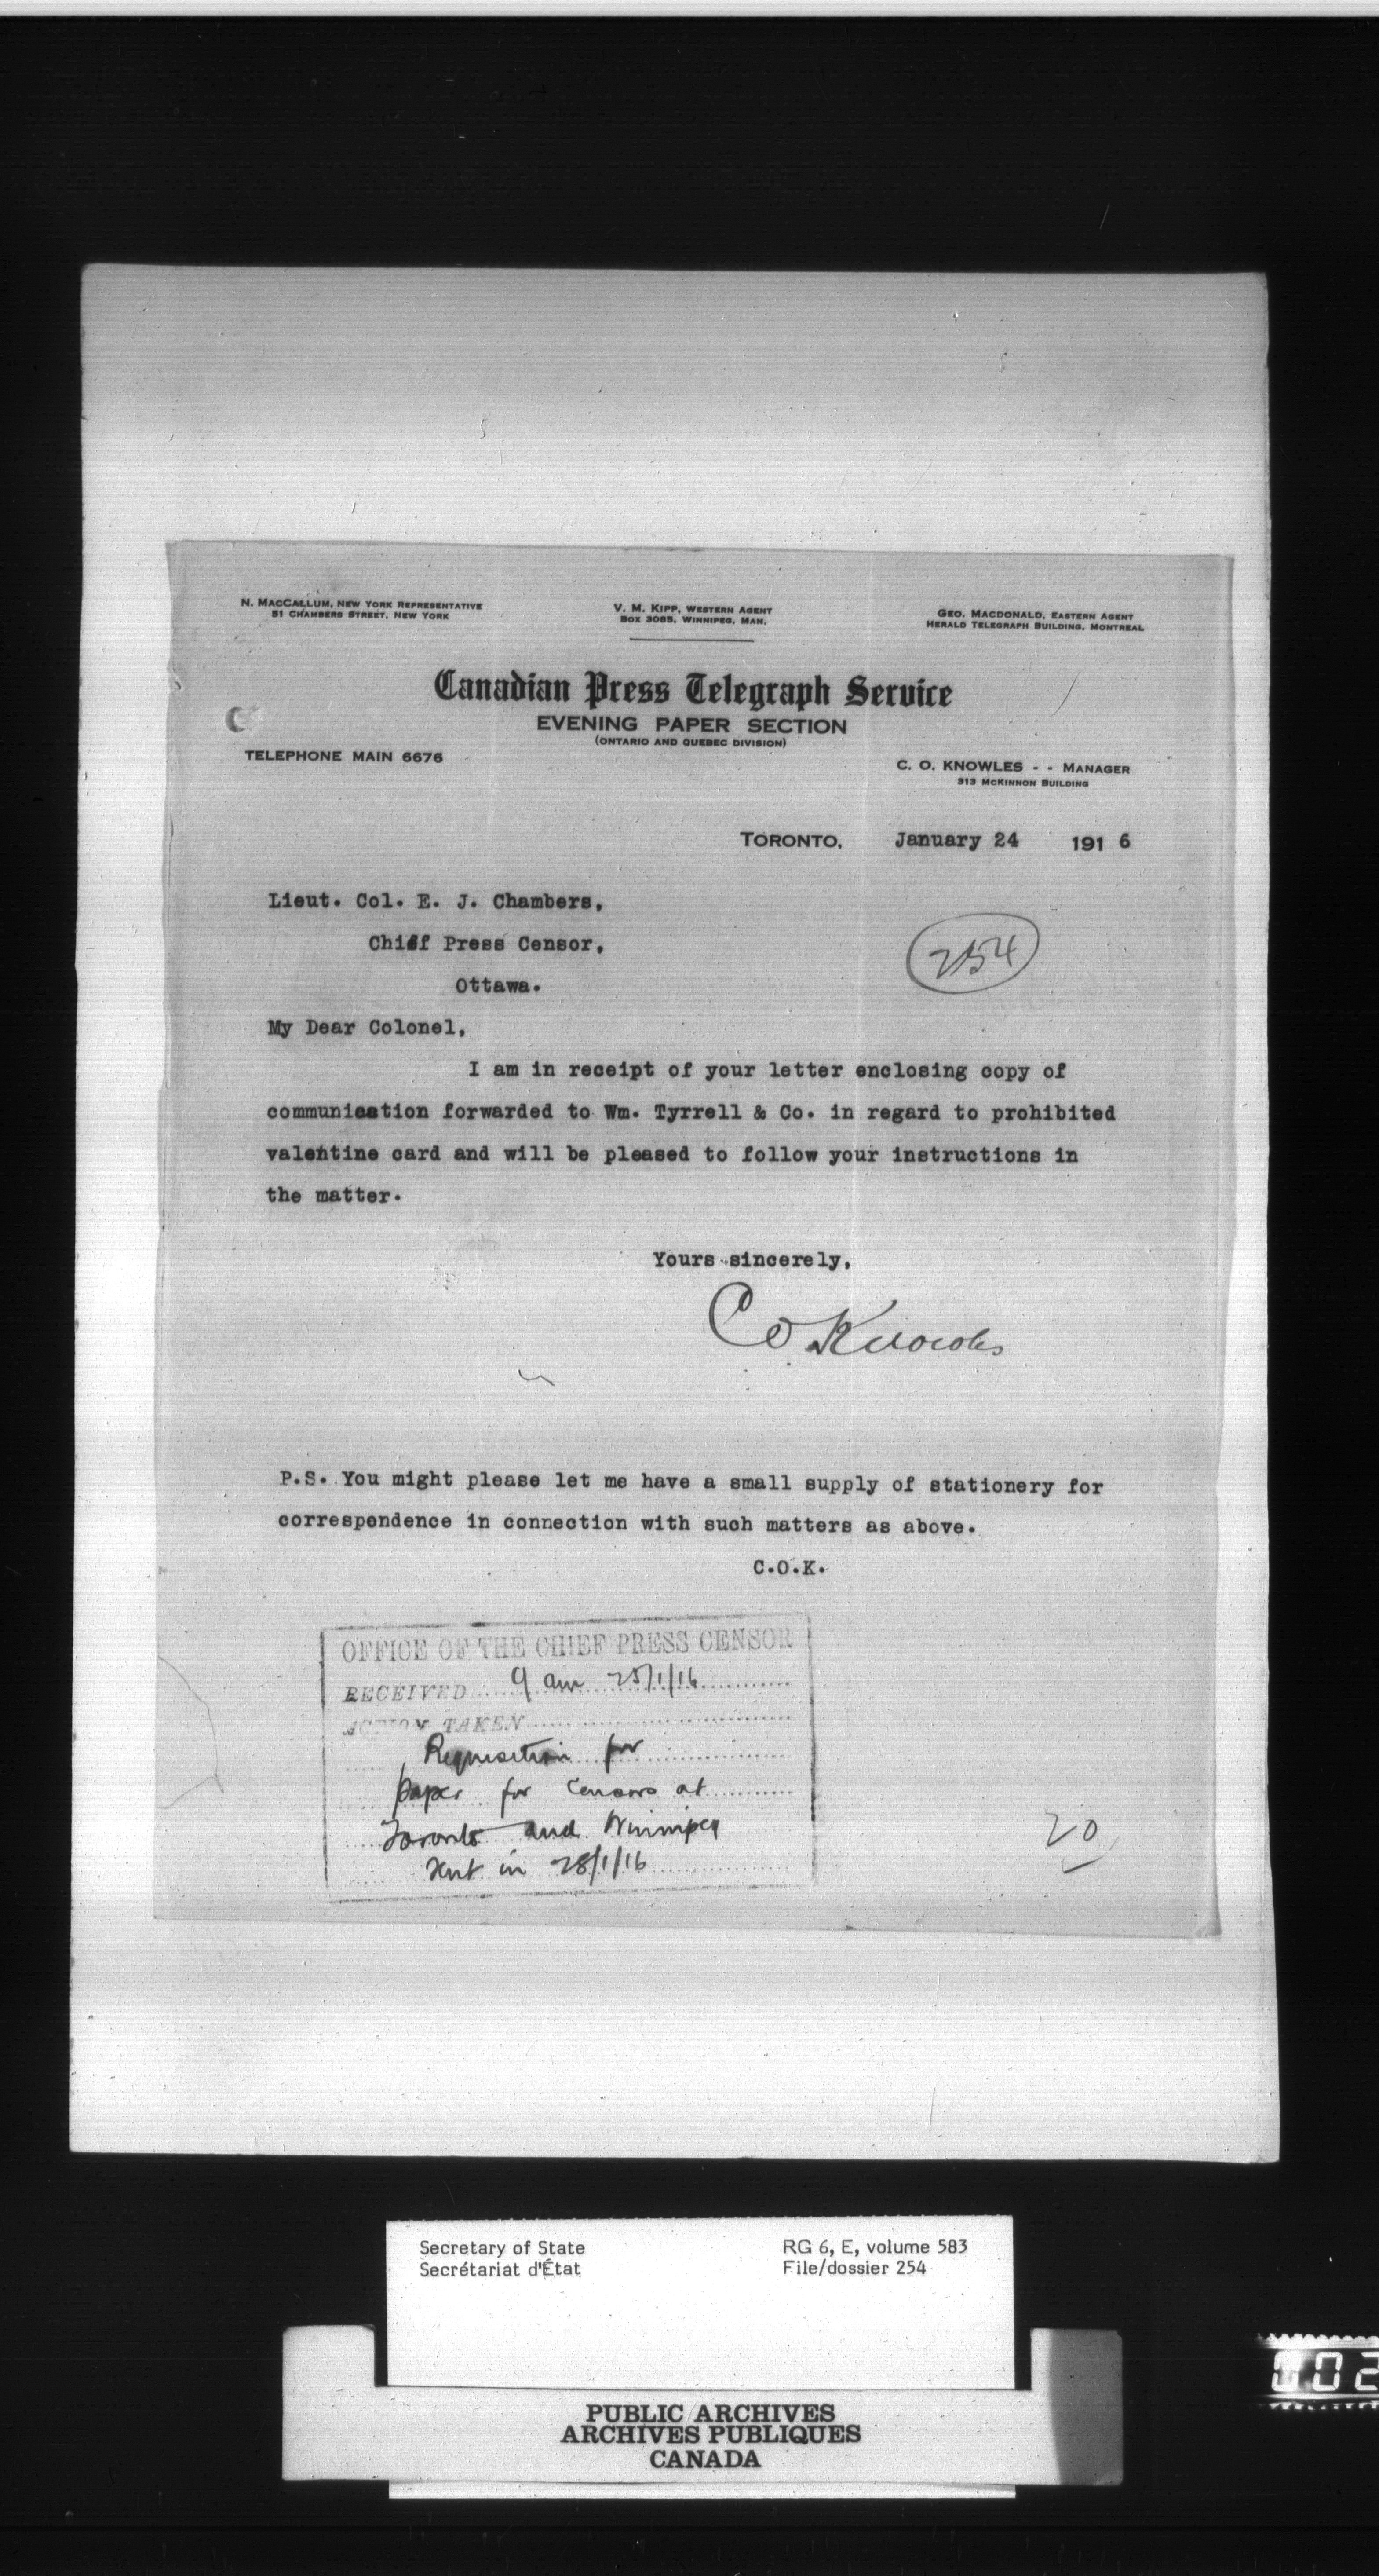 N. MACCALLUM, NEW YORK REPRESENTATIVE
51 CHAMBERS STREET, NEW YORK
V. M. KIPP, WESTERN AGENT
BOX 3085, WINNIPEG, MAN.
GEO. MACDONALD, EASTERN AGENT
HERALD TELEGRAPH BUILDING, MONTREAL
Canadian Press Telegraph Service
EVENING PAPER SECTION
(ONTARIO AND QUEBEC DIVISION)
TELEPHONE MAIN 6676
C. O. KNOWLES - - MANAGER
313 MCKINNON BUILDING
TORONTO, January 24 1916
Lieut. Col. E. J. Chambers,
Chief Press Censor,
254
Ottawa.
My Dear Colonel,
I am in receipt of your letter enclosing copy of
communication forwarded to Wm. Tyrrell & Co. in regard to prohibited
valentine card and will be pleased to follow your instructions in
the matter.
Yours sincerely,
C O Knowles
P.S. You might please let me have a small supply of stationery for
correspondence in connection with such matters as above.
C.O.K.
OFFICE OF THE CHIEF PRESS CENSOR
RECEIVED 9 am 25/1/16
ACTION TAKEN
Requisition for
paper for Censors at
Toronto and Winnipeg
sent in 28/1/16
20
Secretary of State
Secrétariat d'État
RG 6, E, volume 583
File/dossier 254
PUBLIC ARCHIVES
ARCHIVES PUBLIQUES
CANADA
002